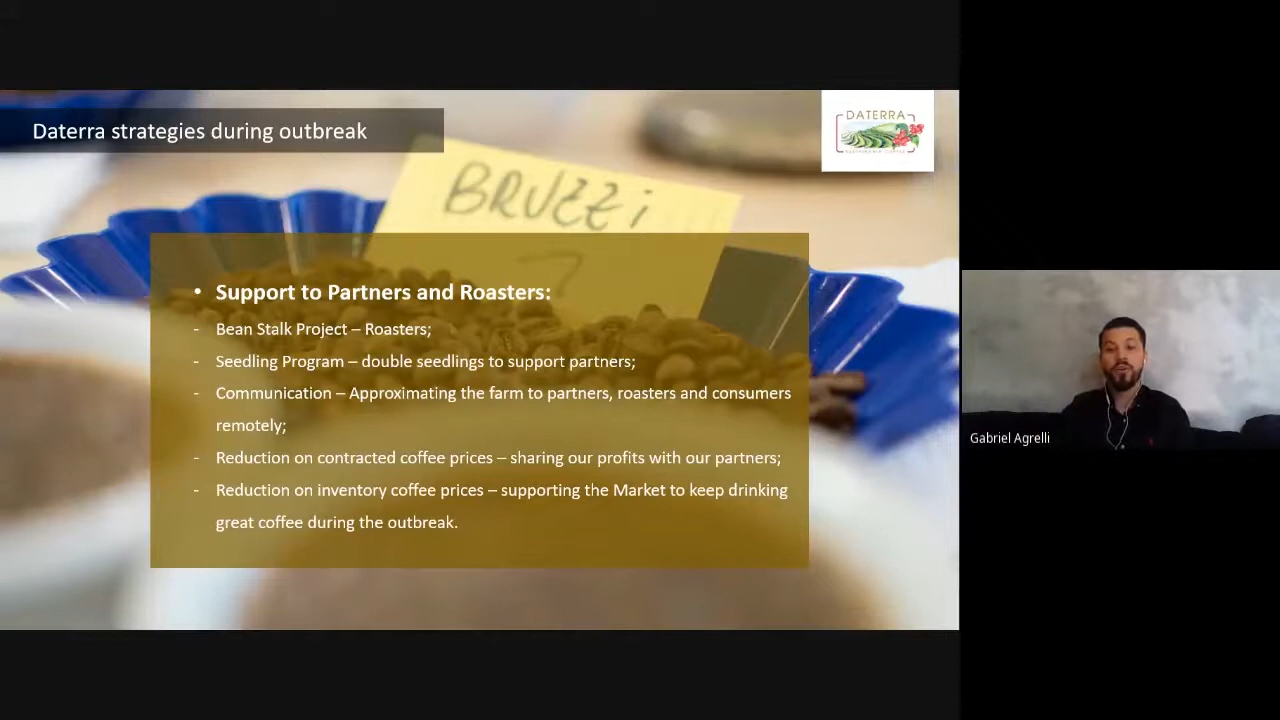 Daterra strategies during outbreak
DATERRA
BRUZZi
7
• Support to Partners and Roasters:
- Bean Stalk Project – Roasters;
- Seedling Program – double seedlings to support partners;
- Communication – Approximating the farm to partners, roasters and consumers
remotely;
- Reduction on contracted coffee prices – sharing our profits with our partners;
- Reduction on inventory coffee prices – supporting the Market to keep drinking
great coffee during the outbreak.
Gabriel Agrelli